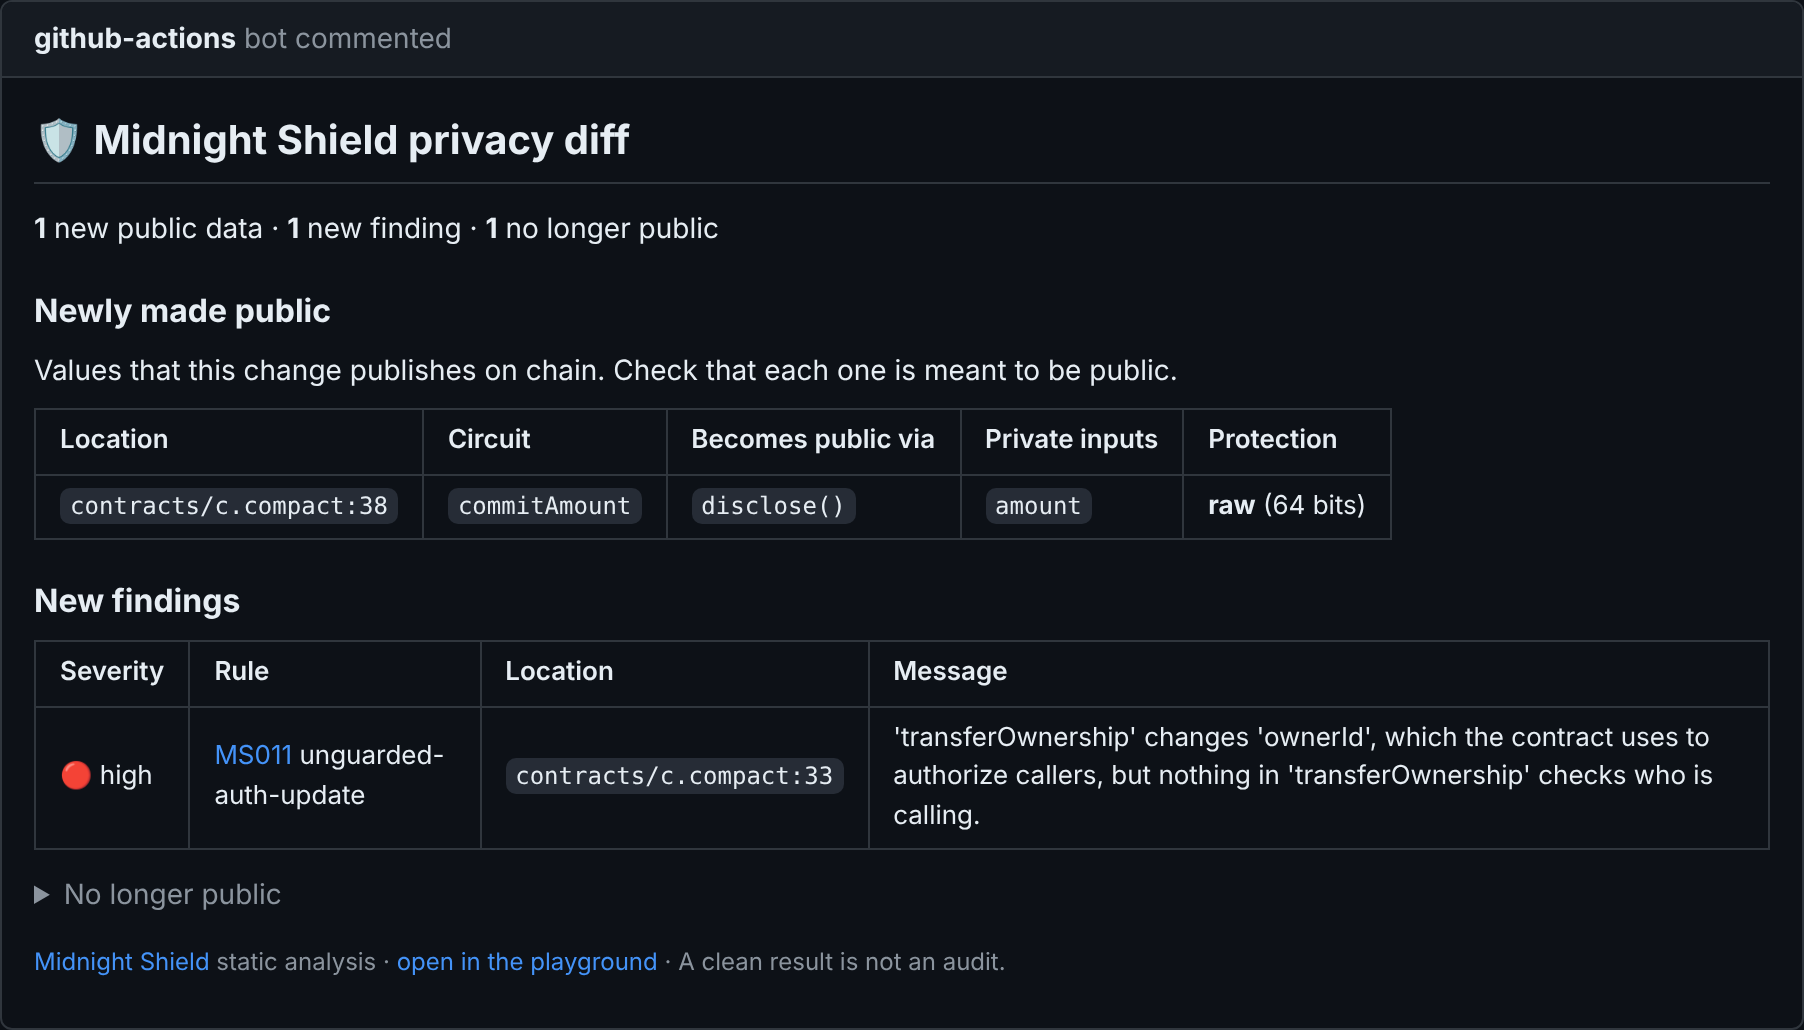 github-actions bot commented
🛡️ Midnight Shield privacy diff
1 new public data · 1 new finding · 1 no longer public
Newly made public
Values that this change publishes on chain. Check that each one is meant to be public.
Location Circuit Becomes public via Private inputs Protection
contracts/c.compact:38 commitAmount disclose() amount raw (64 bits)
New findings
Severity Rule Location Message
🔴 high MS011 unguarded-auth-update contracts/c.compact:33 'transferOwnership' changes 'ownerId', which the contract uses to
authorize callers, but nothing in 'transferOwnership' checks who is
calling.
▶ No longer public
Midnight Shield static analysis · open in the playground · A clean result is not an audit.